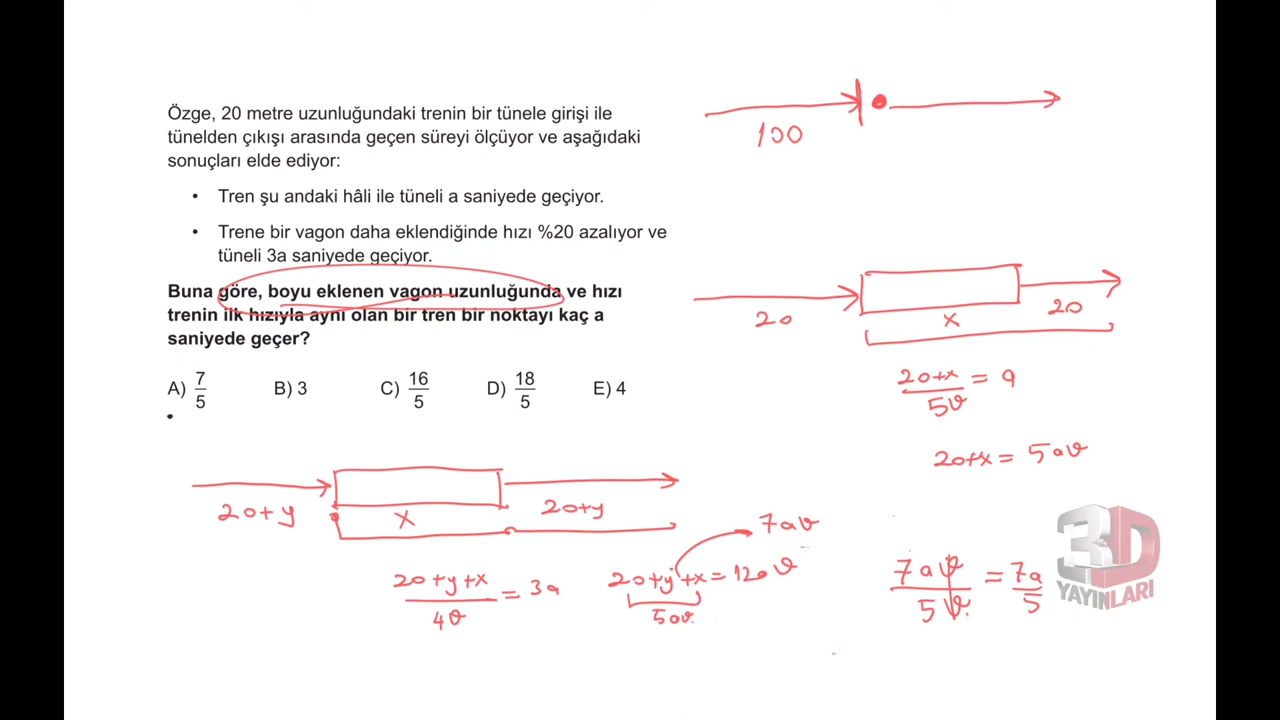 Özge, 20 metre uzunluğundaki trenin bir tünele girişi ile
tünelden çıkışı arasında geçen süreyi ölçüyor ve aşağıdaki
sonuçları elde ediyor:
• Tren şu andaki hâli ile tüneli a saniyede geçiyor.
• Trene bir vagon daha eklendiğinde hızı %20 azalıyor ve
tüneli 3a saniyede geçiyor.
Buna göre, boyu eklenen vagon uzunluğunda ve hızı
trenin ilk hızıyla aynı olan bir tren bir noktayı kaç a
saniyede geçer?
A) 7/5 B) 3 C) 16/5 D) 18/5 E) 4
100
20 x 20
20+x / 5v = a
20+x = 5av
20+y x 20+y
20+y+x / 4v = 3a
20+y+x = 12av
5av
7av
7av / 5v = 7a / 5
3D
YAYINLARI